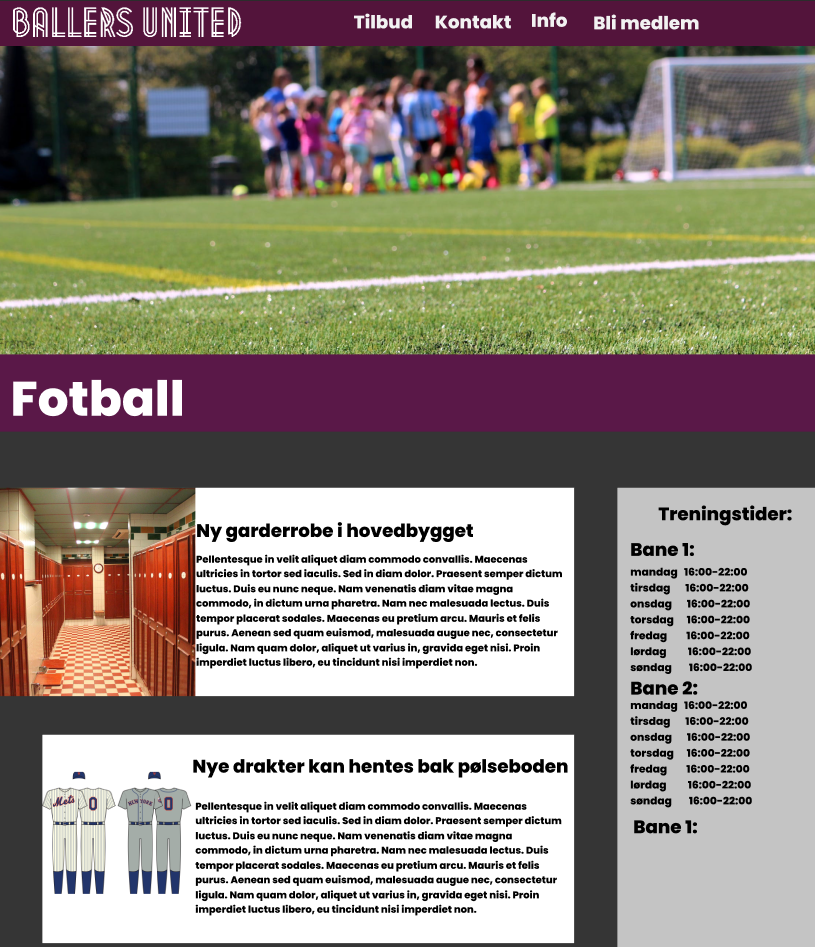 BALLERS UNITED
Tilbud Kontakt Info Bli medlem
Frame
Fotball
Ny garderrobe i hovedbygget
Pellentesque in velit aliquet diam commodo convallis. Maecenas
ultricies in tortor sed iaculis. Sed in diam dolor. Praesent semper dictum
luctus. Duis eu nunc neque. Nam venenatis diam vitae magna
commodo, in dictum urna pharetra. Nam nec malesuada lectus. Duis
tempor placerat sodales. Maecenas eu pretium arcu. Mauris et felis
purus. Aenean sed quam euismod, malesuada augue nec, consectetur
ligula. Nam quam dolor, aliquet ut varius in, gravida eget nisi. Proin
imperdiet luctus libero, eu tincidunt nisi imperdiet non.
Nye drakter kan hentes bak pølseboden
Mets
0
NEW YORK
0
Pellentesque in velit aliquet diam commodo convallis. Maecenas
ultricies in tortor sed iaculis. Sed in diam dolor. Praesent semper dictum
luctus. Duis eu nunc neque. Nam venenatis diam vitae magna
commodo, in dictum urna pharetra. Nam nec malesuada lectus. Duis
tempor placerat sodales. Maecenas eu pretium arcu. Mauris et felis
purus. Aenean sed quam euismod, malesuada augue nec, consectetur
ligula. Nam quam dolor, aliquet ut varius in, gravida eget nisi. Proin
imperdiet luctus libero, eu tincidunt nisi imperdiet non.
Treningstider:
Bane 1:
mandag 16:00-22:00
tirsdag 16:00-22:00
onsdag 16:00-22:00
torsdag 16:00-22:00
fredag 16:00-22:00
lørdag 16:00-22:00
søndag 16:00-22:00
Bane 2:
mandag 16:00-22:00
tirsdag 16:00-22:00
onsdag 16:00-22:00
torsdag 16:00-22:00
fredag 16:00-22:00
lørdag 16:00-22:00
søndag 16:00-22:00
Bane 1: